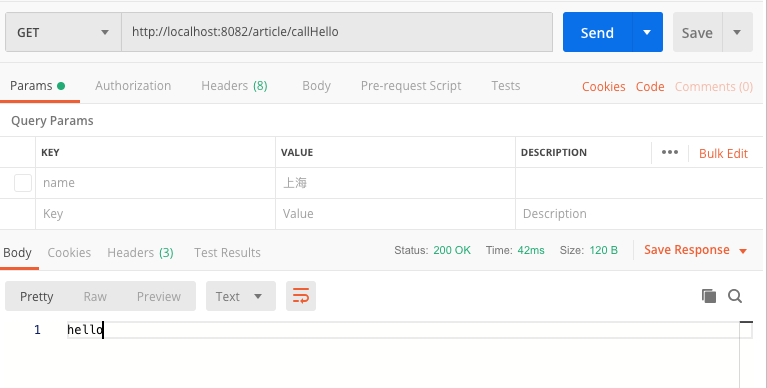 GET http://localhost:8082/article/callHello Send Save
Params Authorization Headers (8) Body Pre-request Script Tests Cookies Code Comments (0)
Query Params
KEY VALUE DESCRIPTION ••• Bulk Edit
name 上海
Key Value Description
Body Cookies Headers (3) Test Results Status: 200 OK Time: 42ms Size: 120 B Save Response
Pretty Raw Preview Text
1 hello